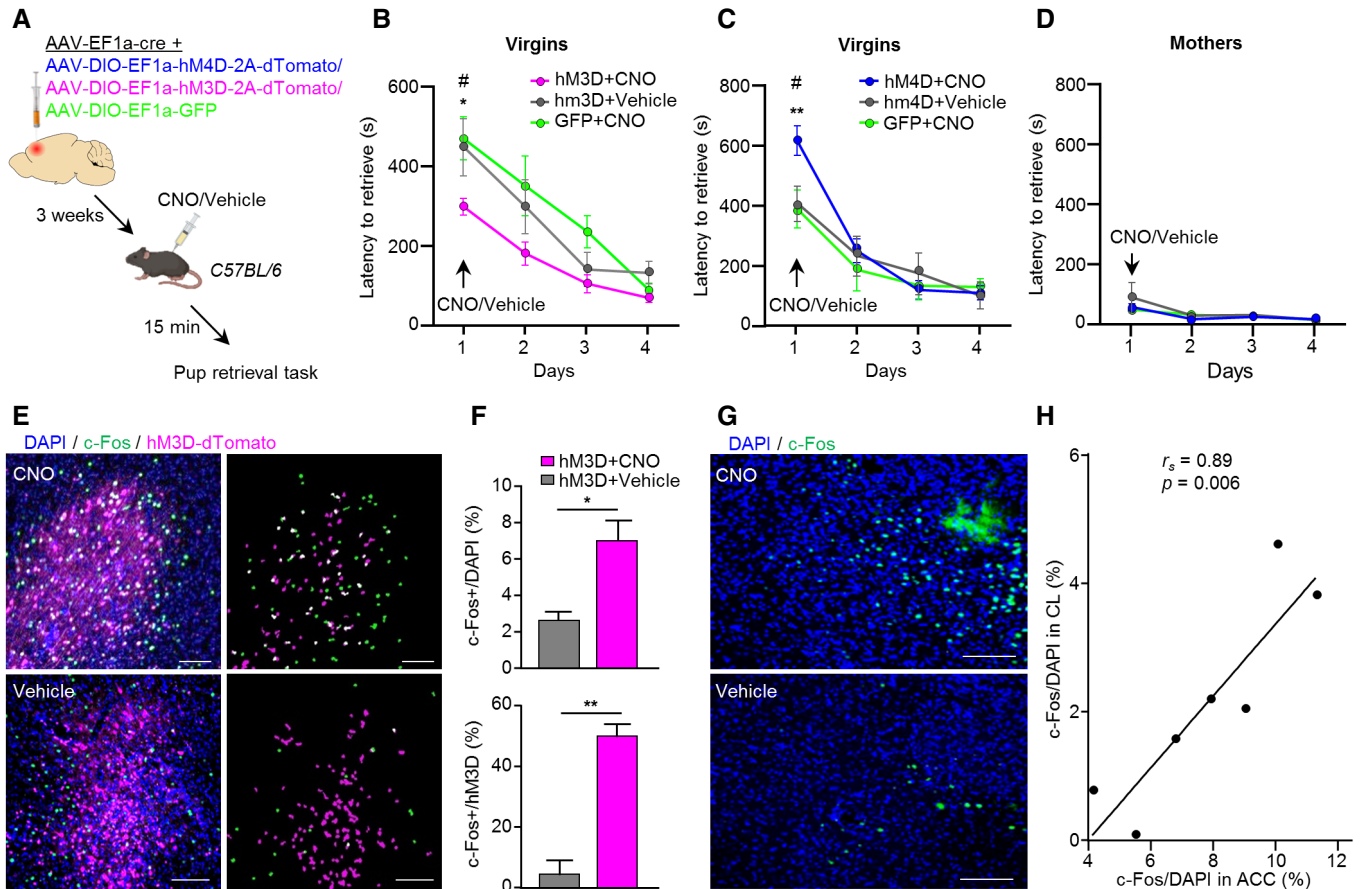 A
AAV-EF1a-cre +
AAV-DIO-EF1a-hM4D-2A-dTomato/
AAV-DIO-EF1a-hM3D-2A-dTomato/
AAV-DIO-EF1a-GFP
3 weeks
CNO/Vehicle
C57BL/6
15 min
Pup retrieval task
B
Virgins
hM3D+CNO
hm3D+Vehicle
GFP+CNO
#
*
Latency to retrieve (s)
600
400
200
0
CNO/Vehicle
1 2 3 4
Days
C
Virgins
hM4D+CNO
hm4D+Vehicle
GFP+CNO
#
**
Latency to retrieve (s)
800
600
400
200
0
CNO/Vehicle
1 2 3 4
Days
D
Mothers
Latency to retrieve (s)
800
600
400
200
0
CNO/Vehicle
1 2 3 4
Days
E
DAPI / c-Fos / hM3D-dTomato
CNO
Vehicle
F
hM3D+CNO
hM3D+Vehicle
c-Fos+/DAPI (%)
10
8
6
4
2
0
*
c-Fos+/hM3D (%)
60
40
20
0
**
G
DAPI / c-Fos
CNO
Vehicle
H
rs = 0.89
p = 0.006
c-Fos/DAPI in CL (%)
6
4
2
0
4 6 8 10 12
c-Fos/DAPI in ACC (%)